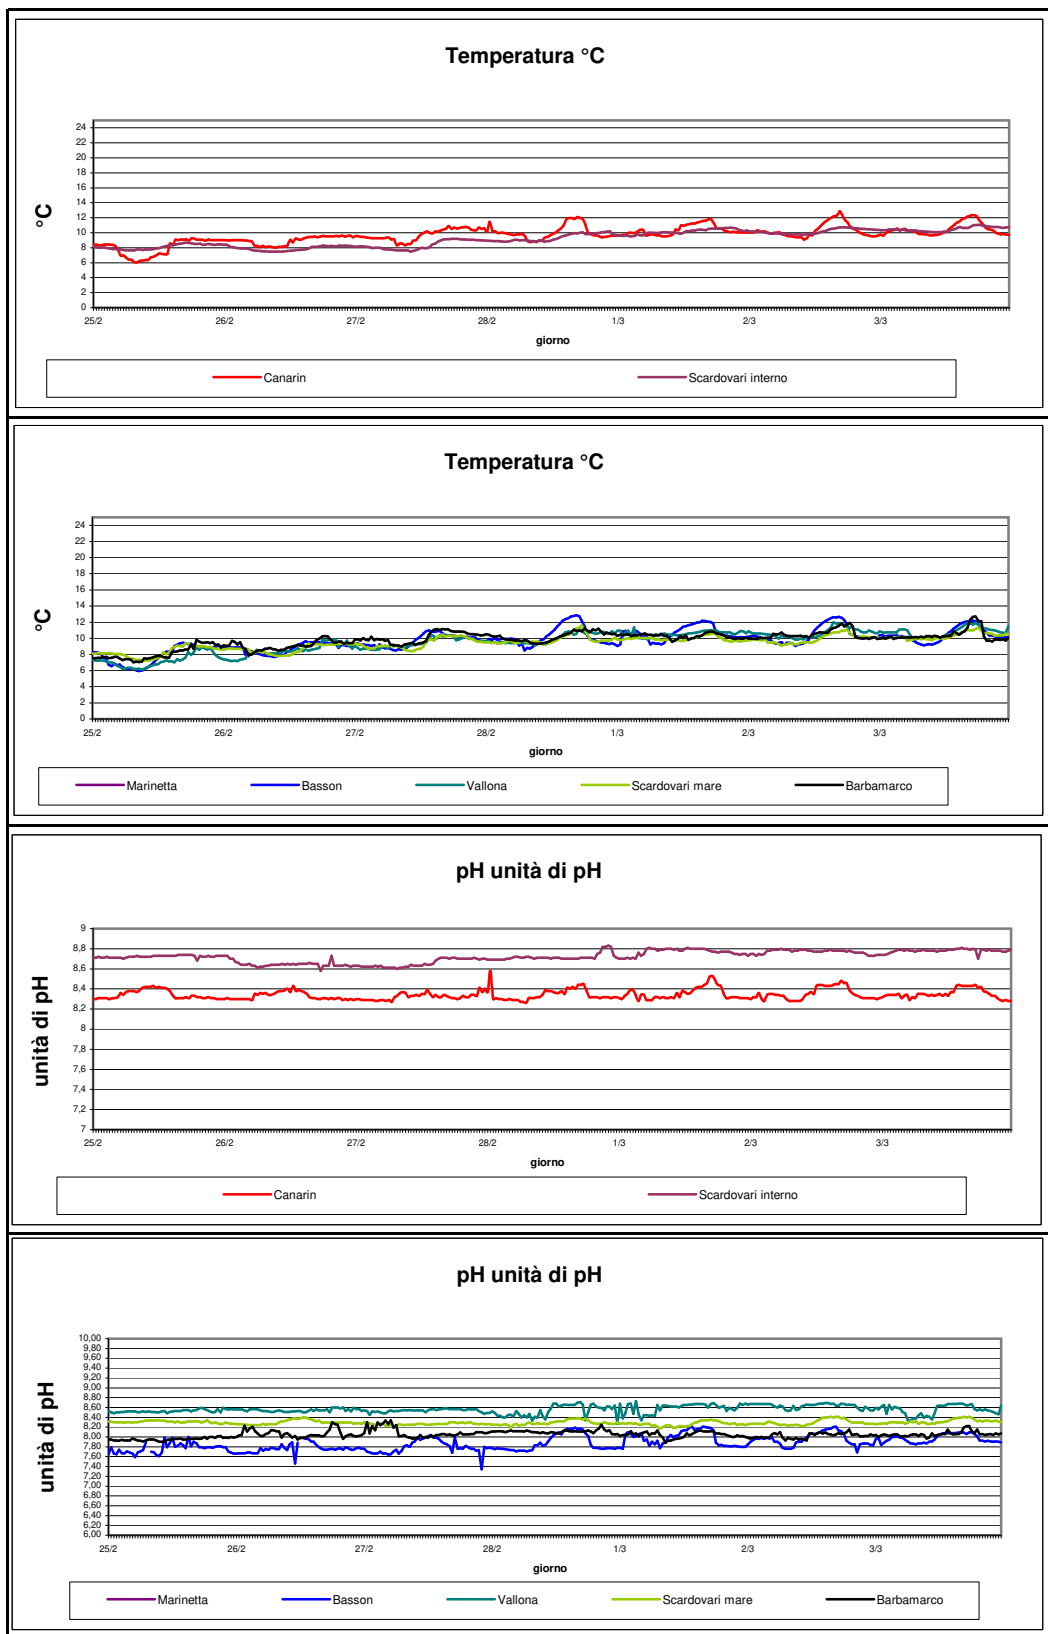 Temperatura °C
°C
24
22
20
18
16
14
12
10
8
6
4
2
0
25/2 26/2 27/2 28/2 1/3 2/3 3/3
giorno
Canarin Scardovari interno
Temperatura °C
°C
24
22
20
18
16
14
12
10
8
6
4
2
0
25/2 26/2 27/2 28/2 1/3 2/3 3/3
giorno
Marinetta Basson Vallona Scardovari mare Barbamarco
pH unità di pH
unità di pH
9
8,8
8,6
8,4
8,2
8
7,8
7,6
7,4
7,2
7
25/2 26/2 27/2 28/2 1/3 2/3 3/3
giorno
Canarin Scardovari interno
pH unità di pH
unità di pH
10,00
9,80
9,60
9,40
9,20
9,00
8,80
8,60
8,40
8,20
8,00
7,80
7,60
7,40
7,20
7,00
6,80
6,60
6,40
6,20
6,00
25/2 26/2 27/2 28/2 1/3 2/3 3/3
giorno
Marinetta Basson Vallona Scardovari mare Barbamarco